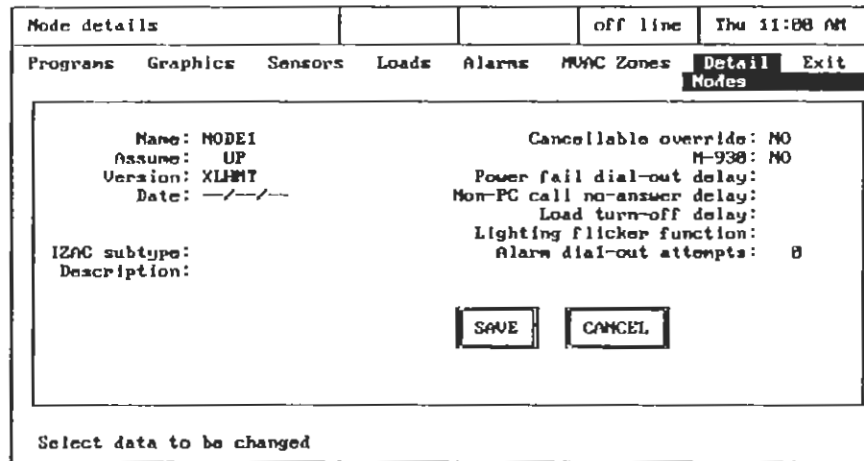 Node details off line Thu 11:00 AM
Programs Graphics Sensors Loads Alarms HVAC Zones Detail Exit
Nodes
Name: NODE1 Cancellable override: NO
Assume: UP M-930: NO
Version: XLHMT Power fail dial-out delay:
Date: --/--/-- Non-PC call no-answer delay:
Load turn-off delay:
Lighting flicker function:
IZAC subtype: Alarm dial-out attempts: 0
Description:
SAVE CANCEL
Select data to be changed